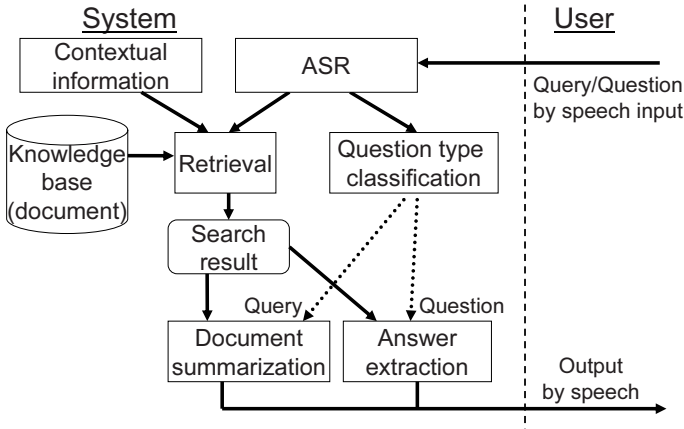 System
User
Contextual
information
ASR
Query/Question
by speech input
Knowledge
base
(document)
Retrieval
Question type
classification
Search
result
Query
Question
Document
summarization
Answer
extraction
Output
by speech